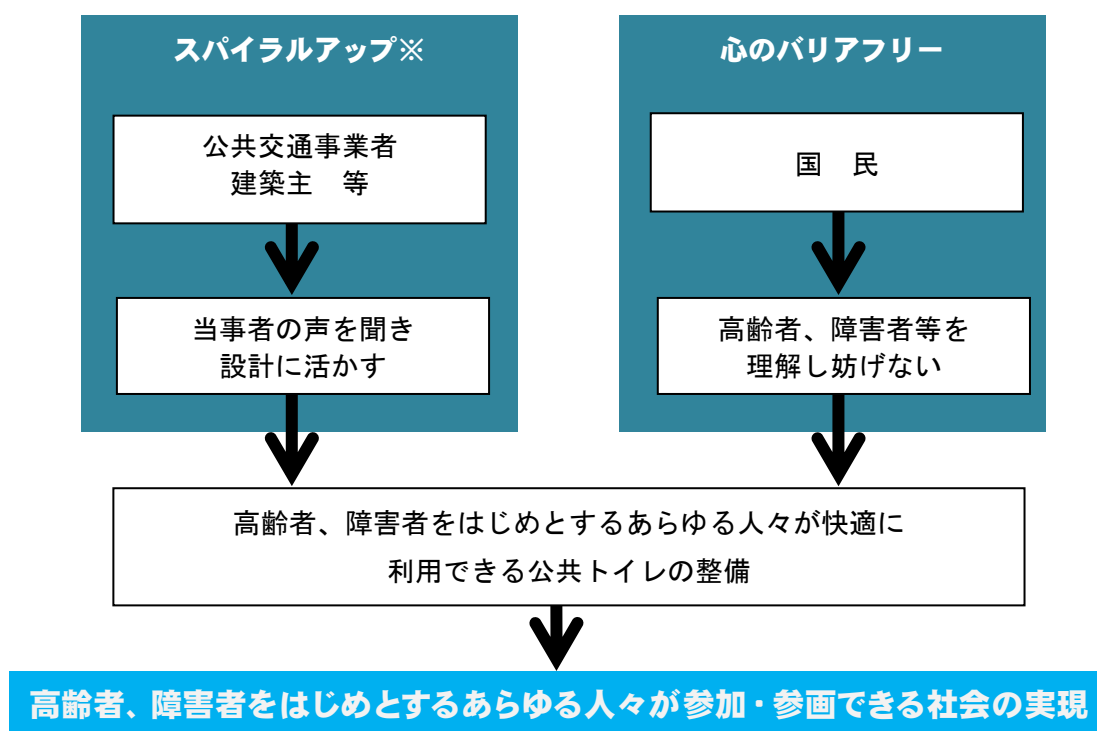 スパイラルアップ※
公共交通事業者
建築主　等
当事者の声を聞き
設計に活かす
心のバリアフリー
国　民
高齢者、障害者等を
理解し妨げない
高齢者、障害者をはじめとするあらゆる人々が快適に
利用できる公共トイレの整備
高齢者、障害者をはじめとするあらゆる人々が参加・参画できる社会の実現